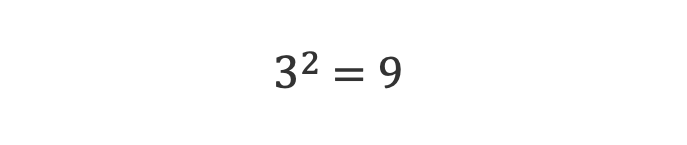 3² = 9